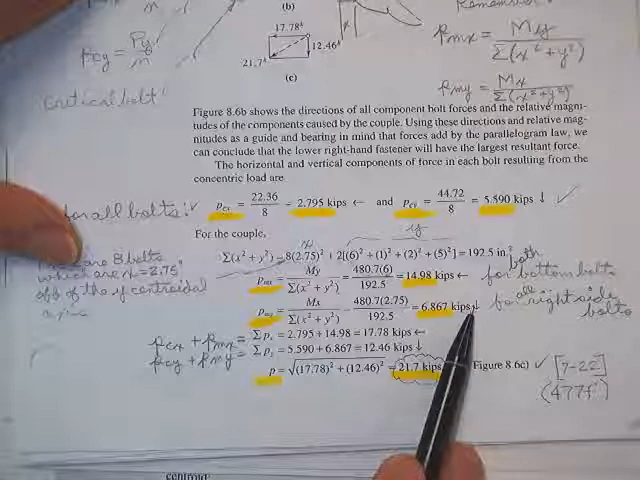 Remember
(b)
17.78ᵏ
12.46ᵏ
21.7ᵏ
(c)
Pcy = Py/n
Pmx = My/Σ(x² + y²)
Pmy = Mx/Σ(x² + y²)
Critical bolt!
Figure 8.6b shows the directions of all component bolt forces and the relative magni-
tudes of the components caused by the couple. Using these directions and relative mag-
nitudes as a guide and bearing in mind that forces add by the parallelogram law, we
can conclude that the lower right-hand fastener will have the largest resultant force.
The horizontal and vertical components of force in each bolt resulting from the
concentric load are
for all bolts: ✓
pcx = 22.36/8 = 2.795 kips ← and pcy = 44.72/8 = 5.590 kips ↓ ✓
For the couple,
Σ(x² + y²) = 8(2.75)² + 2[(6)² + (1)² + (2)² + (5)²] = 192.5 in.²
are 8 bolts
which are x=2.75"
off of the y centroidal
axis
pmx = My/Σ(x² + y²) = 480.7(6)/192.5 = 14.98 kips ←
for both bottom bolts
pmy = Mx/Σ(x² + y²) = 480.7(2.75)/192.5 = 6.867 kips ↓
for all right side
bolts
Pcx + Pmx = Σpx = 2.795 + 14.98 = 17.78 kips ←
Pcy + Pmy = Σpy = 5.590 + 6.867 = 12.46 kips ↓
p = √(17.78)² + (12.46)² = 21.7 kips
Figure 8.6c) ✓ [7-22]
(477f)
centroid